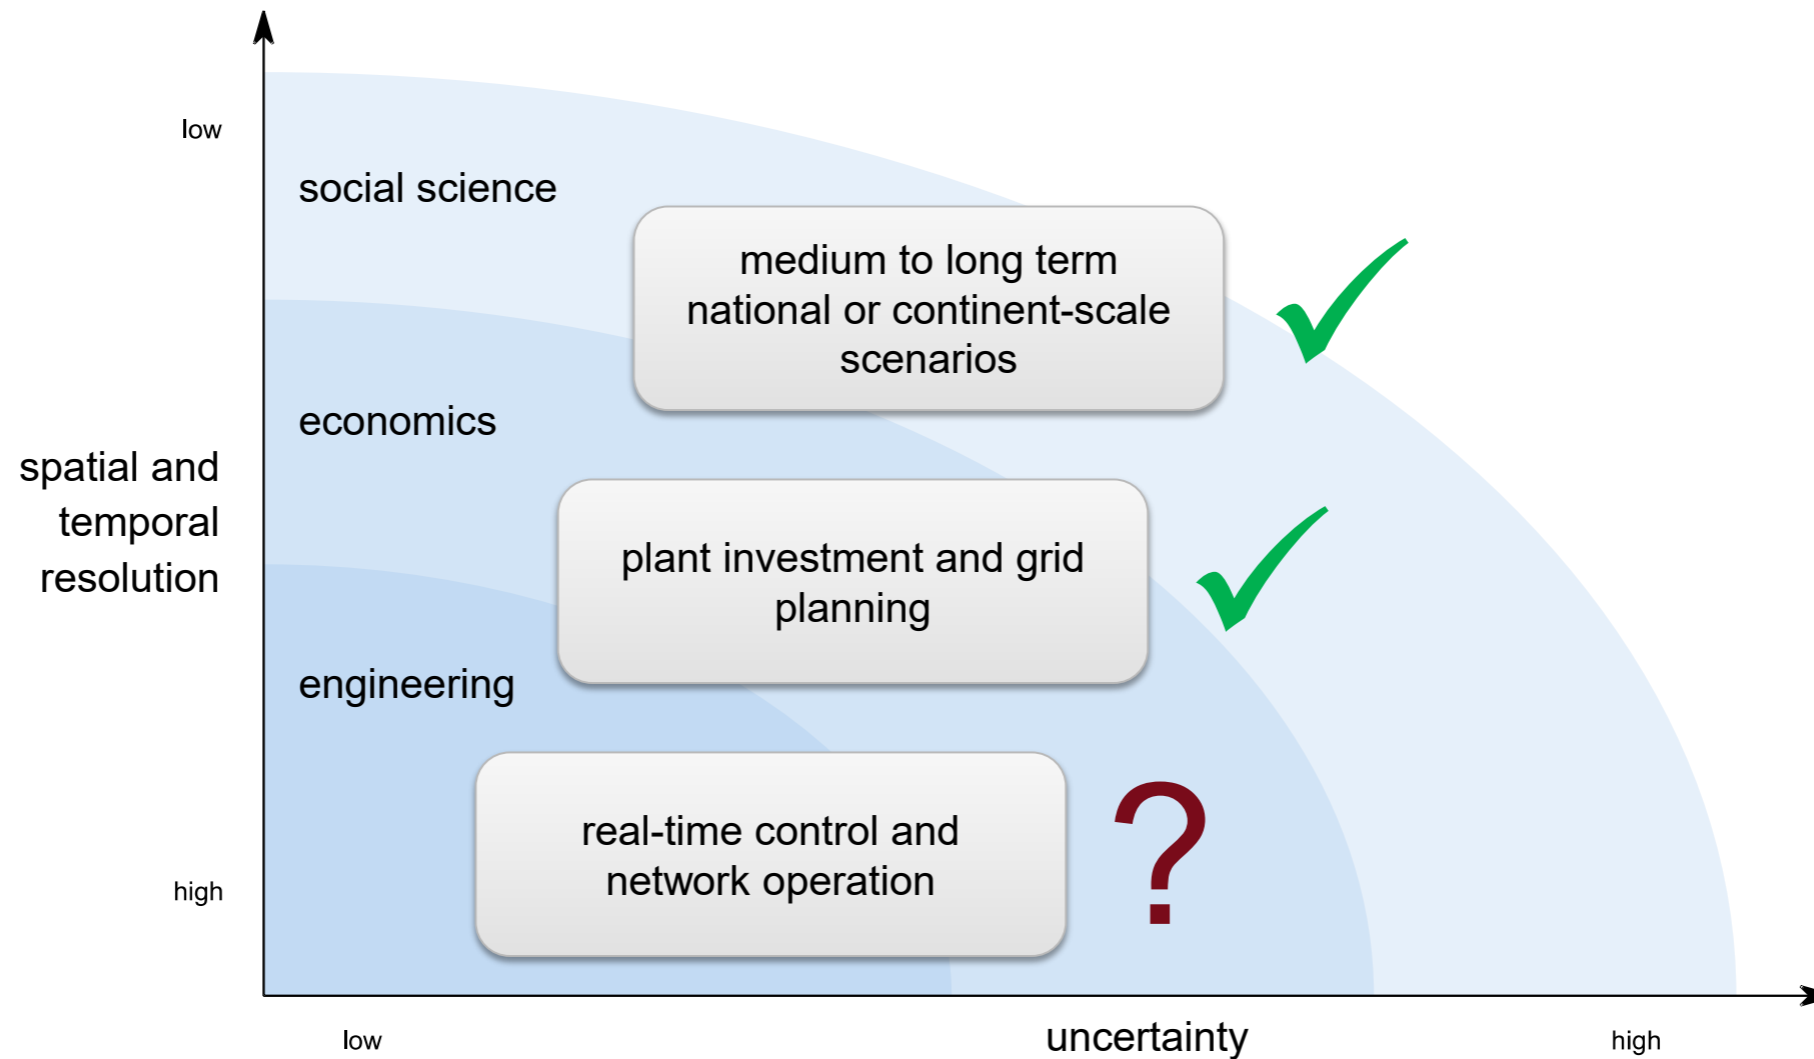 low
social science
medium to long term
national or continent-scale
scenarios
economics
spatial and
temporal
resolution
plant investment and grid
planning
engineering
real-time control and
network operation
?
high
low
uncertainty
high